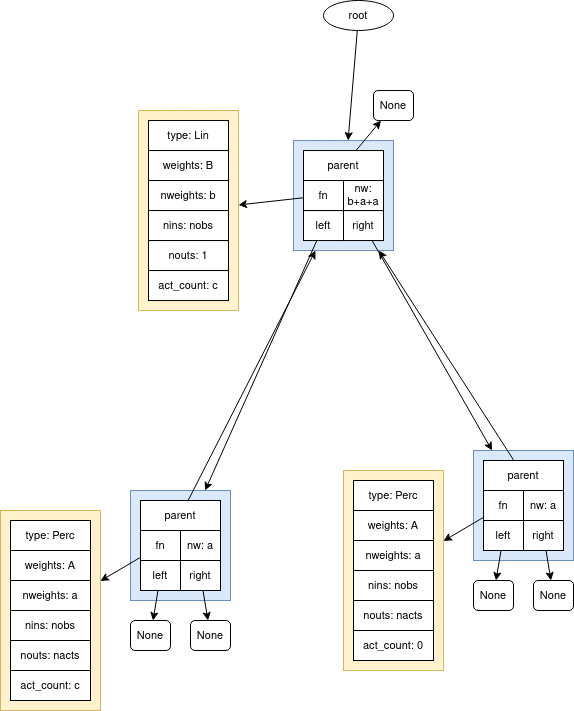 root
None
type: Lin
weights: B
nweights: b
nins: nobs
nouts: 1
act_count: c
parent
fn
nw:
b+a+a
left
right
parent
fn
nw: a
left
right
None
None
type: Perc
weights: A
nweights: a
nins: nobs
nouts: nacts
act_count: c
type: Perc
weights: A
nweights: a
nins: nobs
nouts: nacts
act_count: 0
parent
fn
nw: a
left
right
None
None